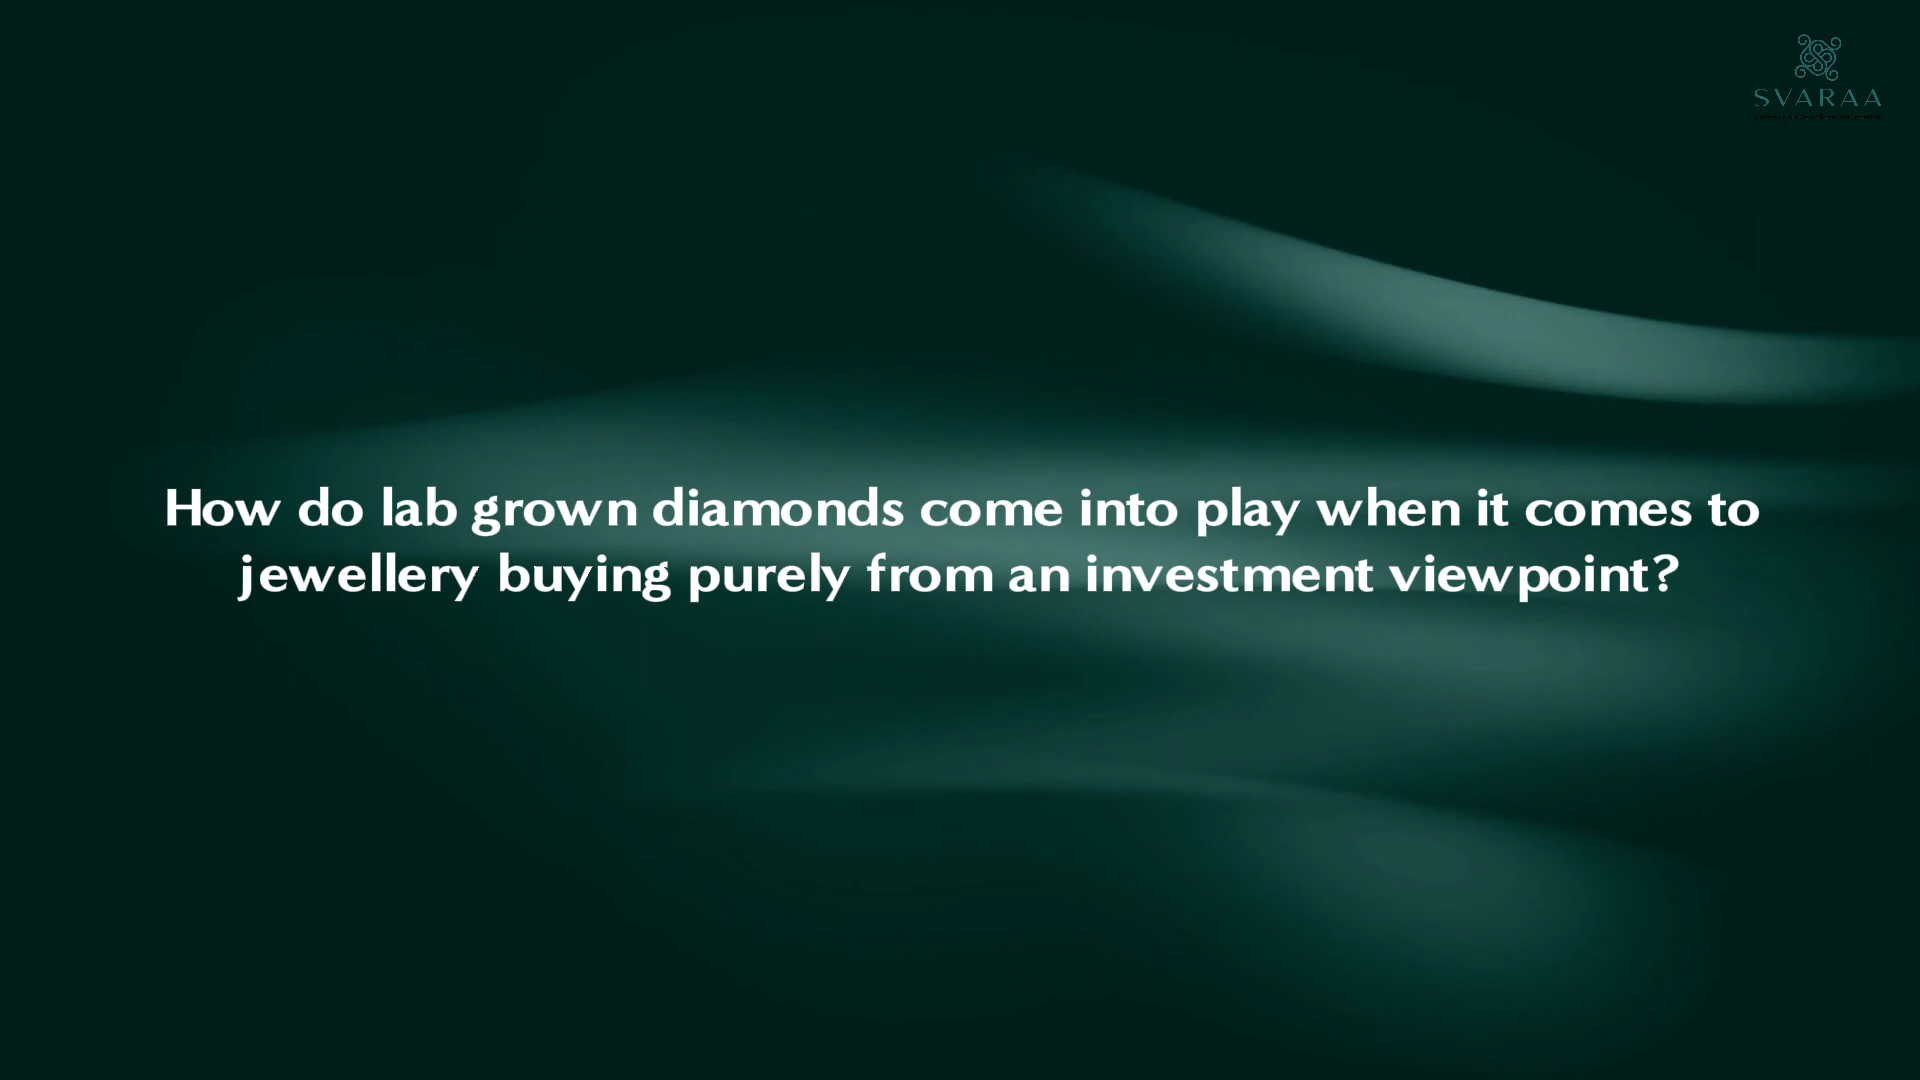 SVARAA
How do lab grown diamonds come into play when it comes to
jewellery buying purely from an investment viewpoint?